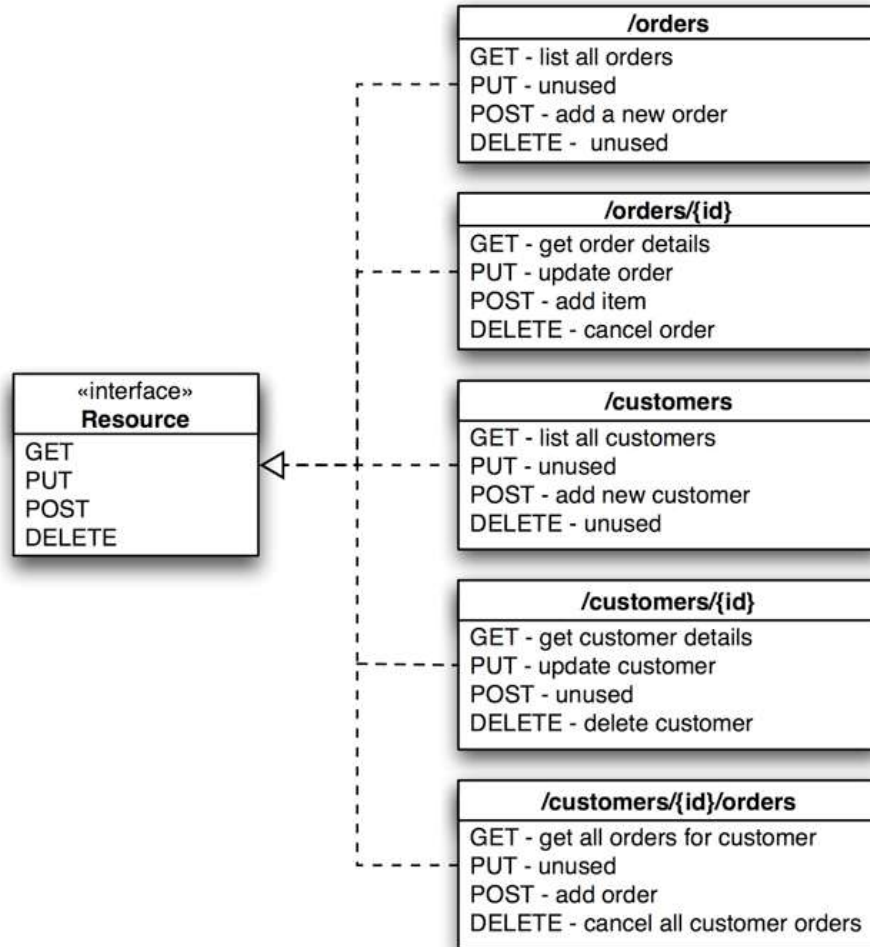 /orders
GET - list all orders
PUT - unused
POST - add a new order
DELETE -  unused
/orders/{id}
GET - get order details
PUT - update order
POST - add item
DELETE - cancel order
«interface»
Resource
GET
PUT
POST
DELETE
/customers
GET - list all customers
PUT - unused
POST - add new customer
DELETE - unused
/customers/{id}
GET - get customer details
PUT - update customer
POST - unused
DELETE - delete customer
/customers/{id}/orders
GET - get all orders for customer
PUT - unused
POST - add order
DELETE - cancel all customer orders